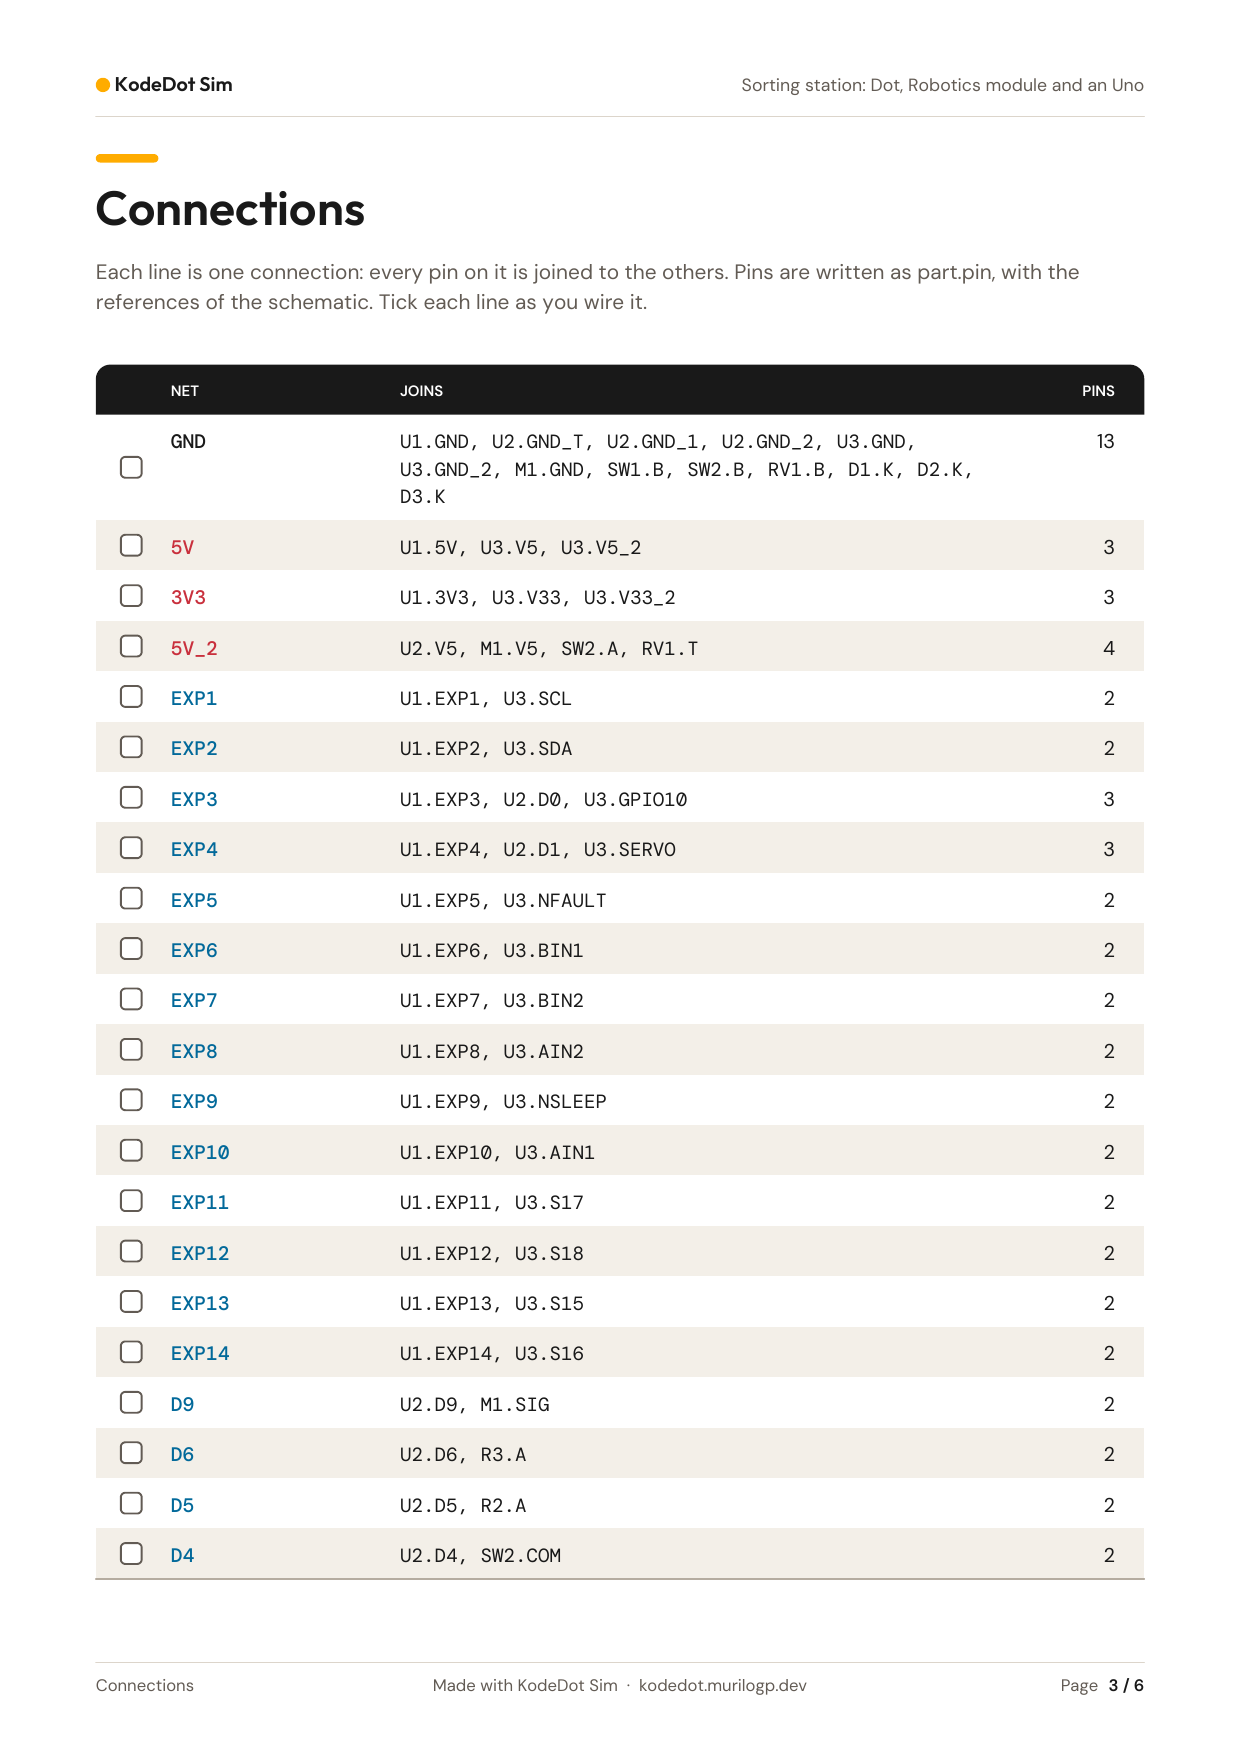 KodeDot Sim
Sorting station: Dot, Robotics module and an Uno
Connections
Each line is one connection: every pin on it is joined to the others. Pins are written as part.pin, with the
references of the schematic. Tick each line as you wire it.
NET JOINS PINS
GND U1.GND, U2.GND_T, U2.GND_1, U2.GND_2, U3.GND, 13
U3.GND_2, M1.GND, SW1.B, SW2.B, RV1.B, D1.K, D2.K,
D3.K
5V U1.5V, U3.V5, U3.V5_2 3
3V3 U1.3V3, U3.V33, U3.V33_2 3
5V_2 U2.V5, M1.V5, SW2.A, RV1.T 4
EXP1 U1.EXP1, U3.SCL 2
EXP2 U1.EXP2, U3.SDA 2
EXP3 U1.EXP3, U2.D0, U3.GPIO10 3
EXP4 U1.EXP4, U2.D1, U3.SERVO 3
EXP5 U1.EXP5, U3.NFAULT 2
EXP6 U1.EXP6, U3.BIN1 2
EXP7 U1.EXP7, U3.BIN2 2
EXP8 U1.EXP8, U3.AIN2 2
EXP9 U1.EXP9, U3.NSLEEP 2
EXP10 U1.EXP10, U3.AIN1 2
EXP11 U1.EXP11, U3.S17 2
EXP12 U1.EXP12, U3.S18 2
EXP13 U1.EXP13, U3.S15 2
EXP14 U1.EXP14, U3.S16 2
D9 U2.D9, M1.SIG 2
D6 U2.D6, R3.A 2
D5 U2.D5, R2.A 2
D4 U2.D4, SW2.COM 2
Connections
Made with KodeDot Sim · kodedot.murilogp.dev
Page 3 / 6